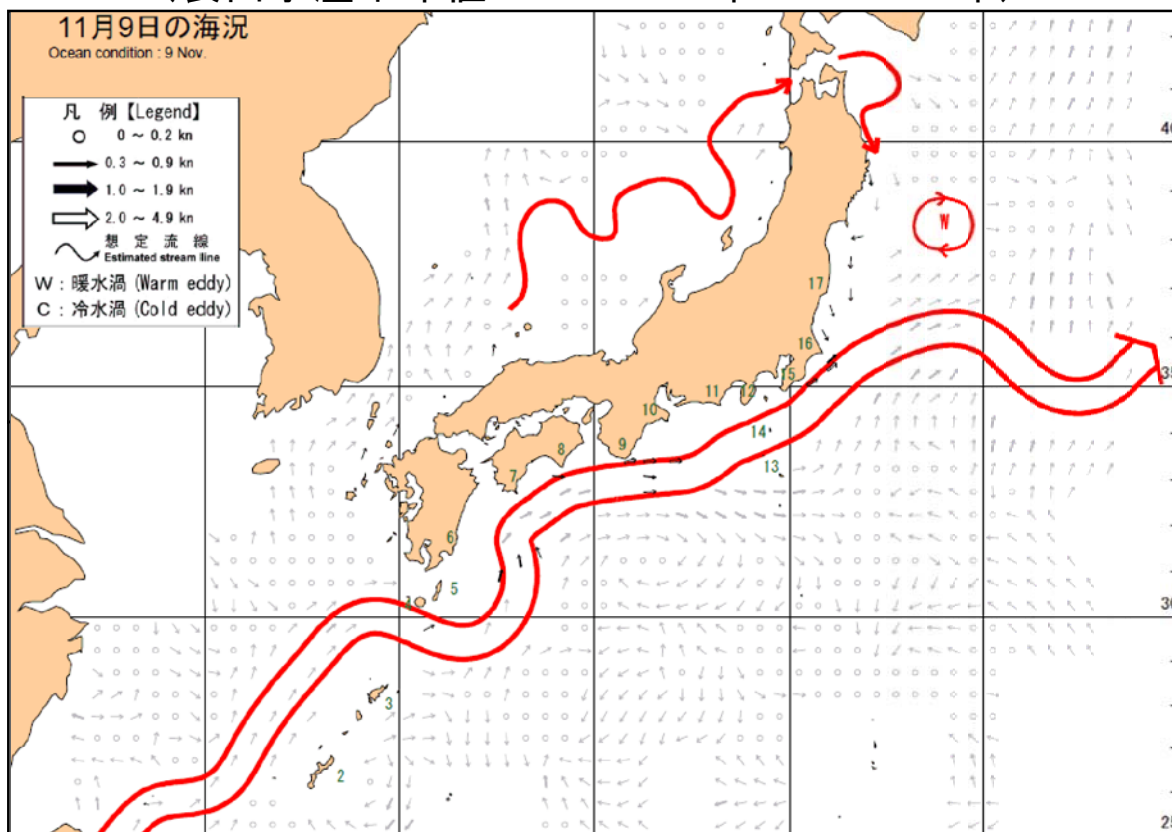 11月9日の海況
Ocean condition : 9 Nov.
凡 例【Legend】
0 ~ 0.2 kn
0.3 ~ 0.9 kn
1.0 ~ 1.9 kn
2.0 ~ 4.9 kn
想 定 流 線
Estimated stream line
W : 暖水渦 (Warm eddy)
C : 冷水渦 (Cold eddy)
40
W
17
16
35
15
12
11
10
14
9
8
13
7
6
5
4
30
3
2
25